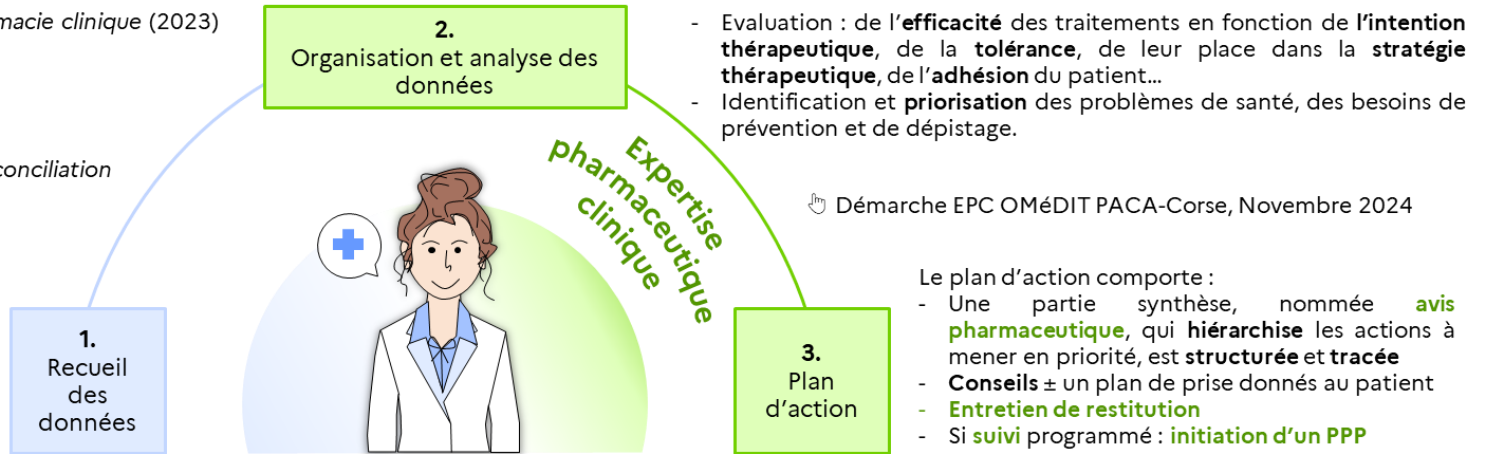 macie clinique (2023)
conciliation
2.
Organisation et analyse des
données
- Evaluation : de l’efficacité des traitements en fonction de l’intention
thérapeutique, de la tolérance, de leur place dans la stratégie
thérapeutique, de l’adhésion du patient…
- Identification et priorisation des problèmes de santé, des besoins de
prévention et de dépistage.
Expertise
pharmaceutique
clinique
Démarche EPC OMéDIT PACA-Corse, Novembre 2024
1.
Recueil
des
données
3.
Plan
d’action
Le plan d’action comporte :
- Une partie synthèse, nommée avis
pharmaceutique, qui hiérarchise les actions à
mener en priorité, est structurée et tracée
- Conseils ± un plan de prise donnés au patient
- Entretien de restitution
- Si suivi programmé : initiation d’un PPP